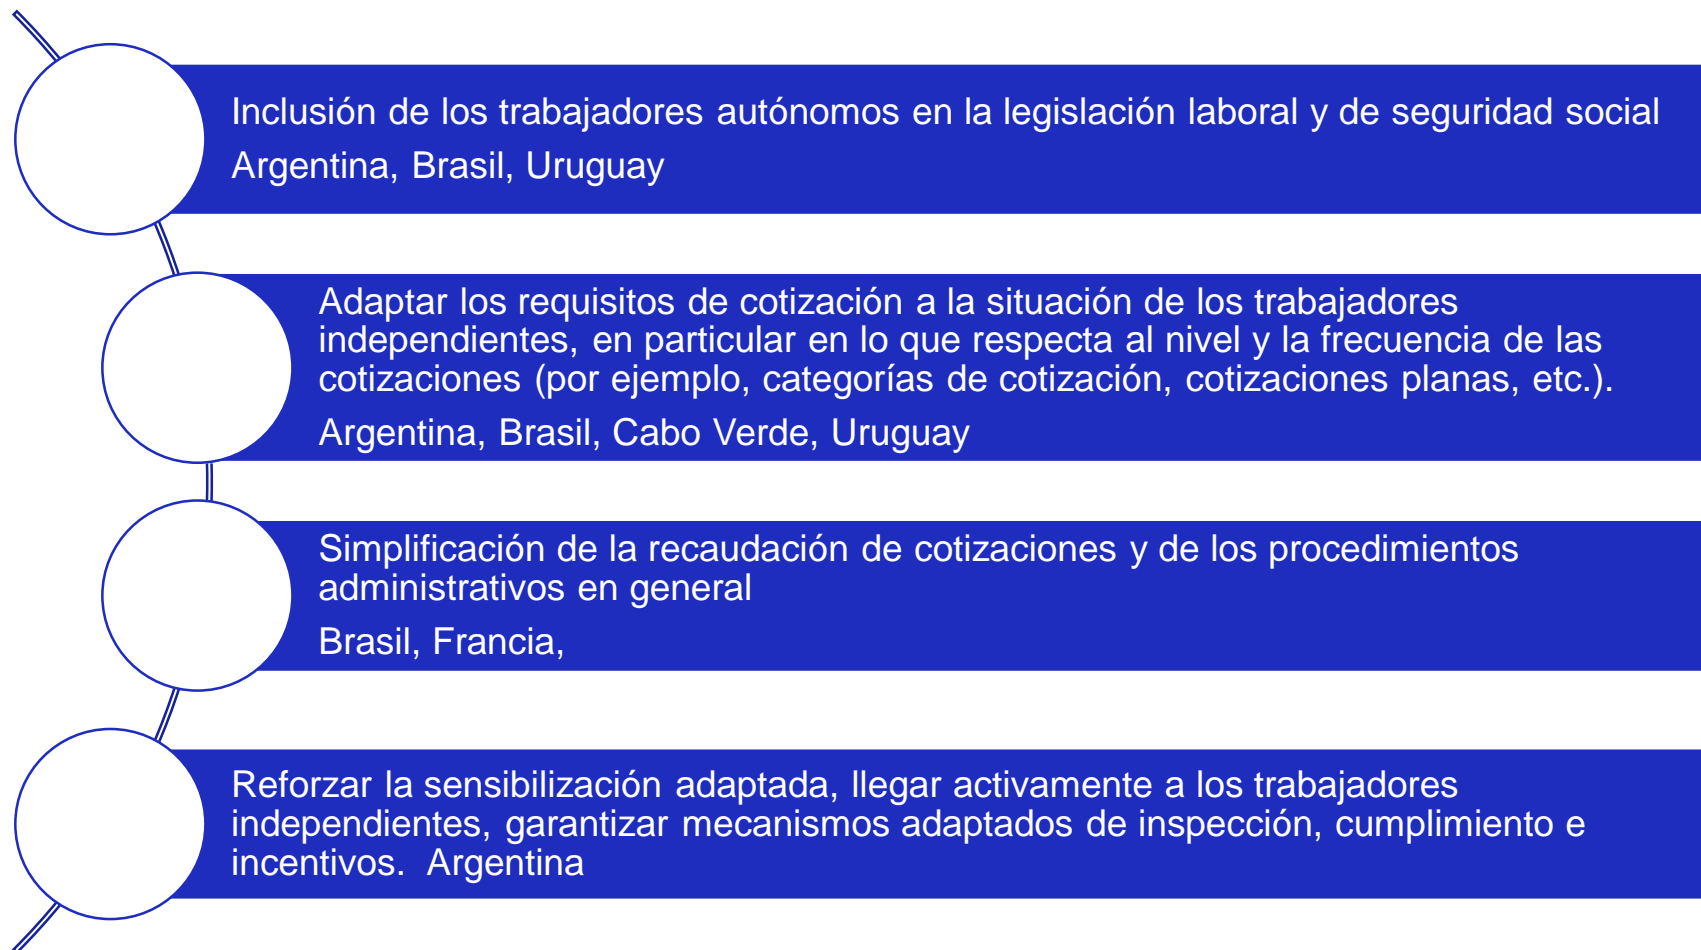 Inclusión de los trabajadores autónomos en la legislación laboral y de seguridad social
Argentina, Brasil, Uruguay
Adaptar los requisitos de cotización a la situación de los trabajadores
independientes, en particular en lo que respecta al nivel y la frecuencia de las
cotizaciones (por ejemplo, categorías de cotización, cotizaciones planas, etc.).
Argentina, Brasil, Cabo Verde, Uruguay
Simplificación de la recaudación de cotizaciones y de los procedimientos
administrativos en general
Brasil, Francia,
Reforzar la sensibilización adaptada, llegar activamente a los trabajadores
independientes, garantizar mecanismos adaptados de inspección, cumplimiento e
incentivos.  Argentina